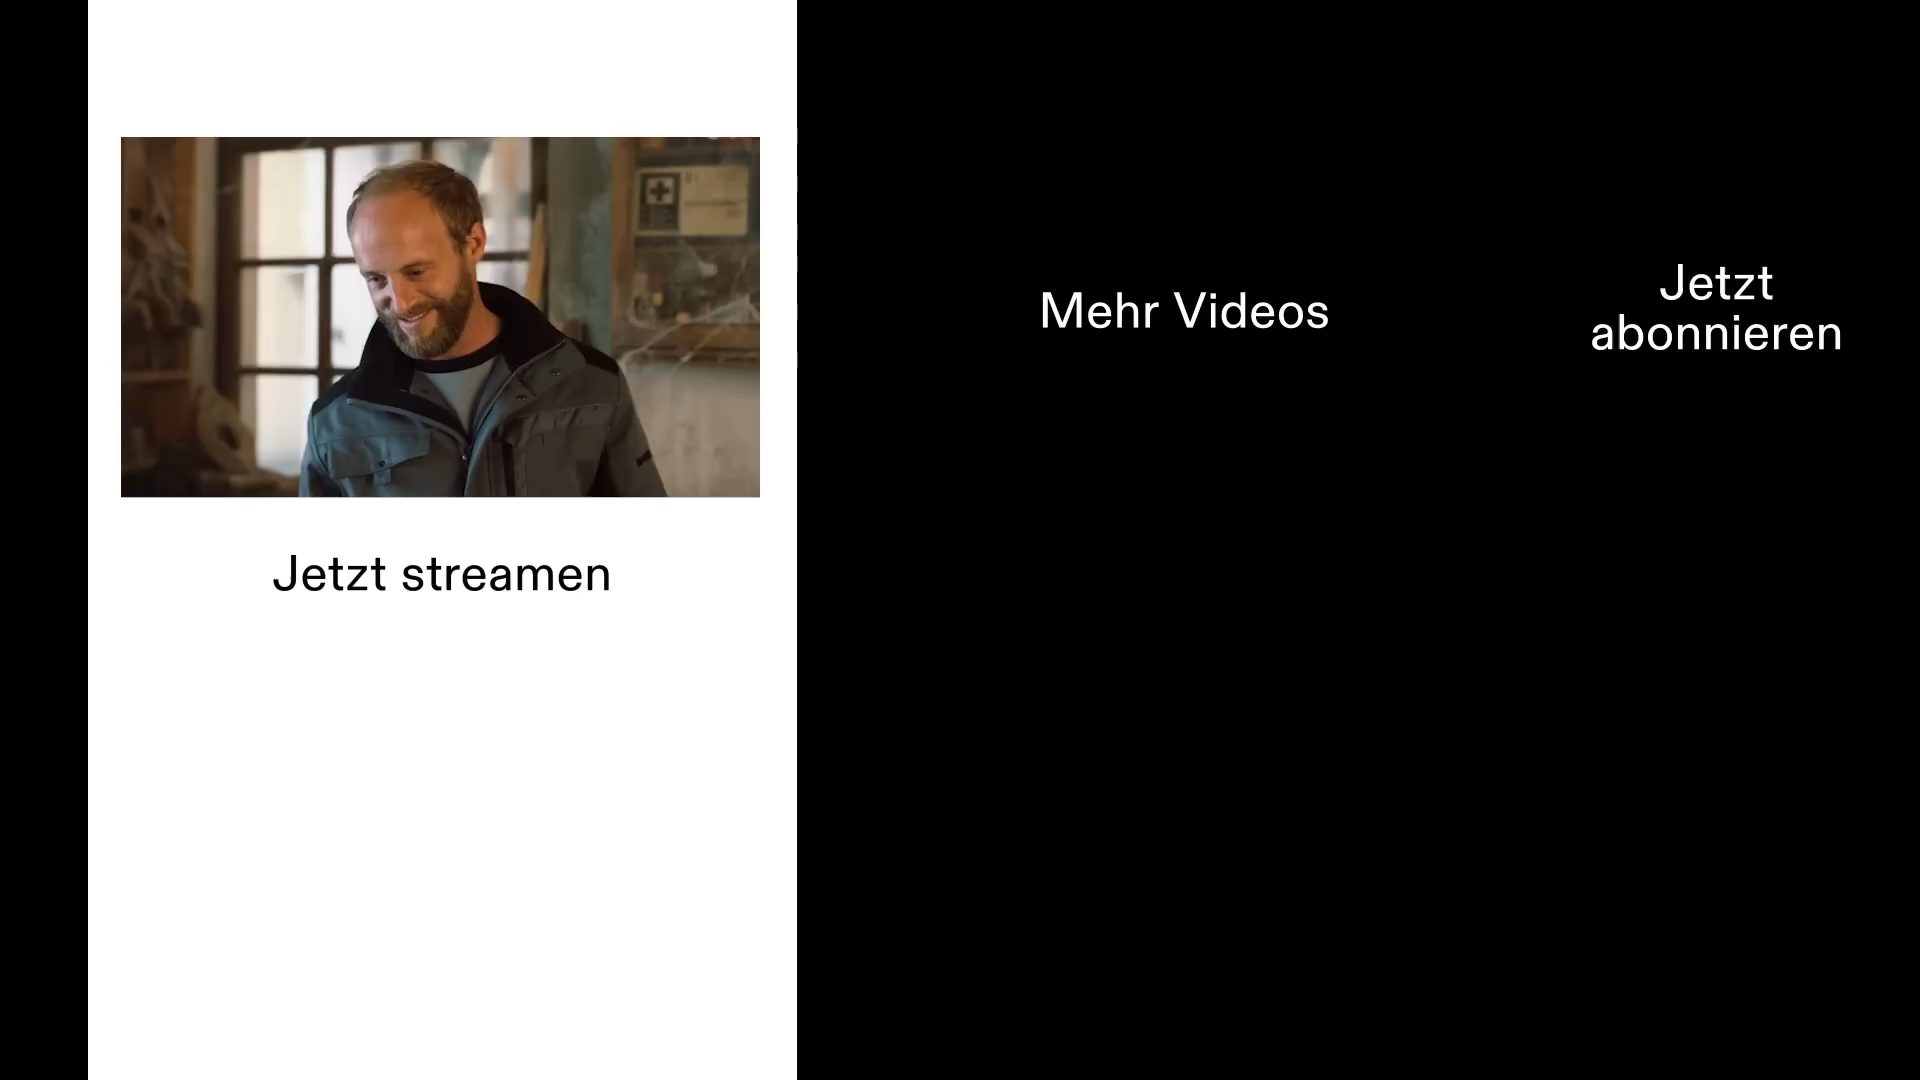 Jetzt streamen
Mehr Videos
Jetzt
abonnieren